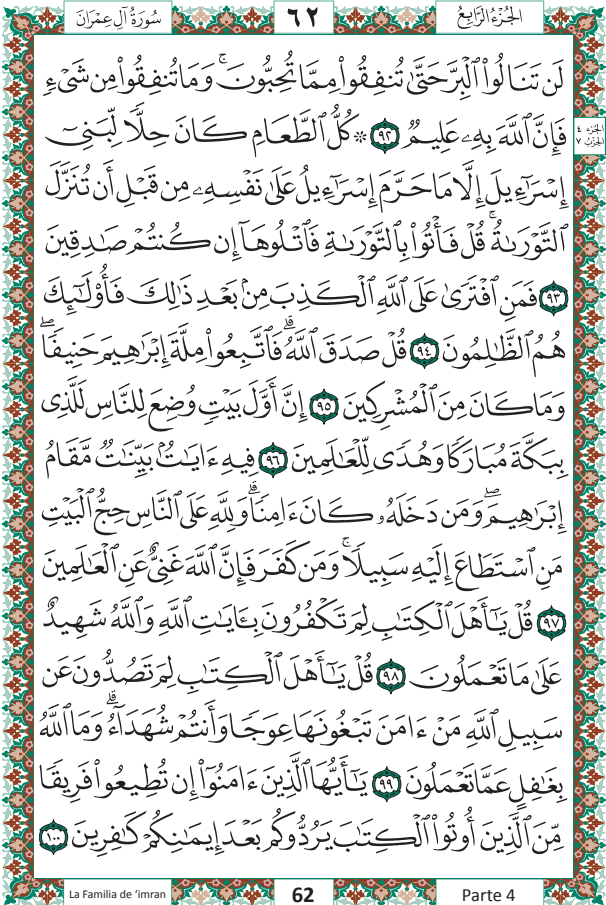 سُورَةُ آلِ عِمْرَانَ ٦٢ الجُزْءُ الرَّابِعُ
لَن تَنَالُوا۟ ٱلْبِرَّ حَتَّىٰ تُنفِقُوا۟ مِمَّا تُحِبُّونَ ۚ وَمَا تُنفِقُوا۟ مِن شَىْءٍ
فَإِنَّ ٱللَّهَ بِهِۦ عَلِيمٌ ٩٢ ۞ كُلُّ ٱلطَّعَامِ كَانَ حِلًّا لِّبَنِىٓ
الجزء ٤
الحزب ٧
إِسْرَٰٓءِيلَ إِلَّا مَا حَرَّمَ إِسْرَٰٓءِيلُ عَلَىٰ نَفْسِهِۦ مِن قَبْلِ أَن تُنَزَّلَ
ٱلتَّوْرَىٰةُ ۗ قُلْ فَأْتُوا۟ بِٱلتَّوْرَىٰةِ فَٱتْلُوهَآ إِن كُنتُمْ صَـٰدِقِينَ
٩٣ فَمَنِ ٱفْتَرَىٰ عَلَى ٱللَّهِ ٱلْكَذِبَ مِنۢ بَعْدِ ذَٰلِكَ فَأُو۟لَـٰٓئِكَ
هُمُ ٱلظَّـٰلِمُونَ ٩٤ قُلْ صَدَقَ ٱللَّهُ ۗ فَٱتَّبِعُوا۟ مِلَّةَ إِبْرَٰهِيمَ حَنِيفًا ۖ
وَمَا كَانَ مِنَ ٱلْمُشْرِكِينَ ٩٥ إِنَّ أَوَّلَ بَيْتٍ وُضِعَ لِلنَّاسِ لَلَّذِى
بِبَكَّةَ مُبَارَكًا وَهُدًى لِّلْعَـٰلَمِينَ ٩٦ فِيهِ ءَايَـٰتٌۢ بَيِّنَـٰتٌ مَّقَامُ
إِبْرَٰهِيمَ ۖ وَمَن دَخَلَهُۥ كَانَ ءَامِنًا ۗ وَلِلَّهِ عَلَى ٱلنَّاسِ حِجُّ ٱلْبَيْتِ
مَنِ ٱسْتَطَاعَ إِلَيْهِ سَبِيلًا ۚ وَمَن كَفَرَ فَإِنَّ ٱللَّهَ غَنِىٌّ عَنِ ٱلْعَـٰلَمِينَ
٩٧ قُلْ يَـٰٓأَهْلَ ٱلْكِتَـٰبِ لِمَ تَكْفُرُونَ بِـَٔايَـٰتِ ٱللَّهِ وَٱللَّهُ شَهِيدٌ
عَلَىٰ مَا تَعْمَلُونَ ٩٨ قُلْ يَـٰٓأَهْلَ ٱلْكِتَـٰبِ لِمَ تَصُدُّونَ عَن
سَبِيلِ ٱللَّهِ مَنْ ءَامَنَ تَبْغُونَهَا عِوَجًا وَأَنتُمْ شُهَدَآءُ ۗ وَمَا ٱللَّهُ
بِغَـٰفِلٍ عَمَّا تَعْمَلُونَ ٩٩ يَـٰٓأَيُّهَا ٱلَّذِينَ ءَامَنُوٓا۟ إِن تُطِيعُوا۟ فَرِيقًا
مِّنَ ٱلَّذِينَ أُوتُوا۟ ٱلْكِتَـٰبَ يَرُدُّوكُم بَعْدَ إِيمَـٰنِكُمْ كَـٰفِرِينَ ١٠٠
La Familia de ‘imran 62 Parte 4